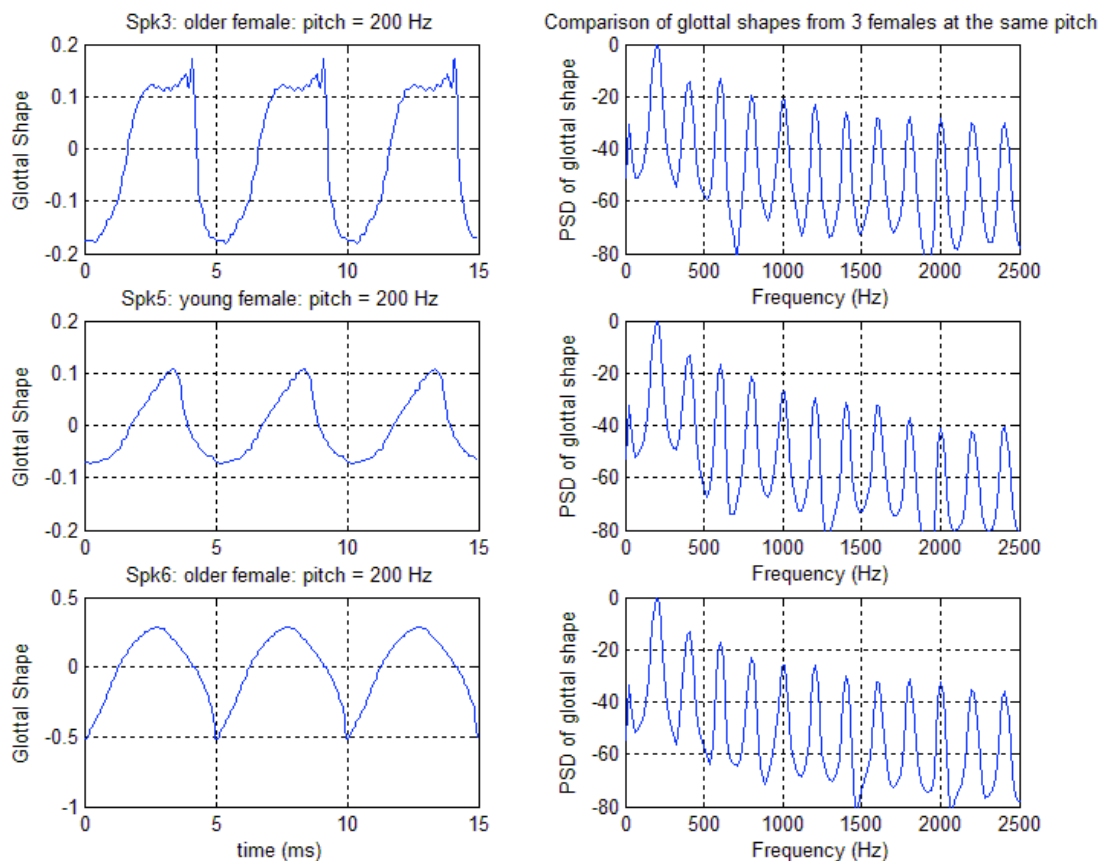 Spk3: older female: pitch = 200 Hz
Glottal Shape
0.2
0.1
0
-0.1
-0.2
0 5 10 15
Comparison of glottal shapes from 3 females at the same pitch
PSD of glottal shape
0
-20
-40
-60
-80
0 500 1000 1500 2000 2500
Frequency (Hz)
Spk5: young female: pitch = 200 Hz
Glottal Shape
0.2
0.1
0
-0.1
-0.2
0 5 10 15
PSD of glottal shape
0
-20
-40
-60
-80
0 500 1000 1500 2000 2500
Frequency (Hz)
Spk6: older female: pitch = 200 Hz
Glottal Shape
0.5
0
-0.5
-1
0 5 10 15
time (ms)
PSD of glottal shape
0
-20
-40
-60
-80
0 500 1000 1500 2000 2500
Frequency (Hz)